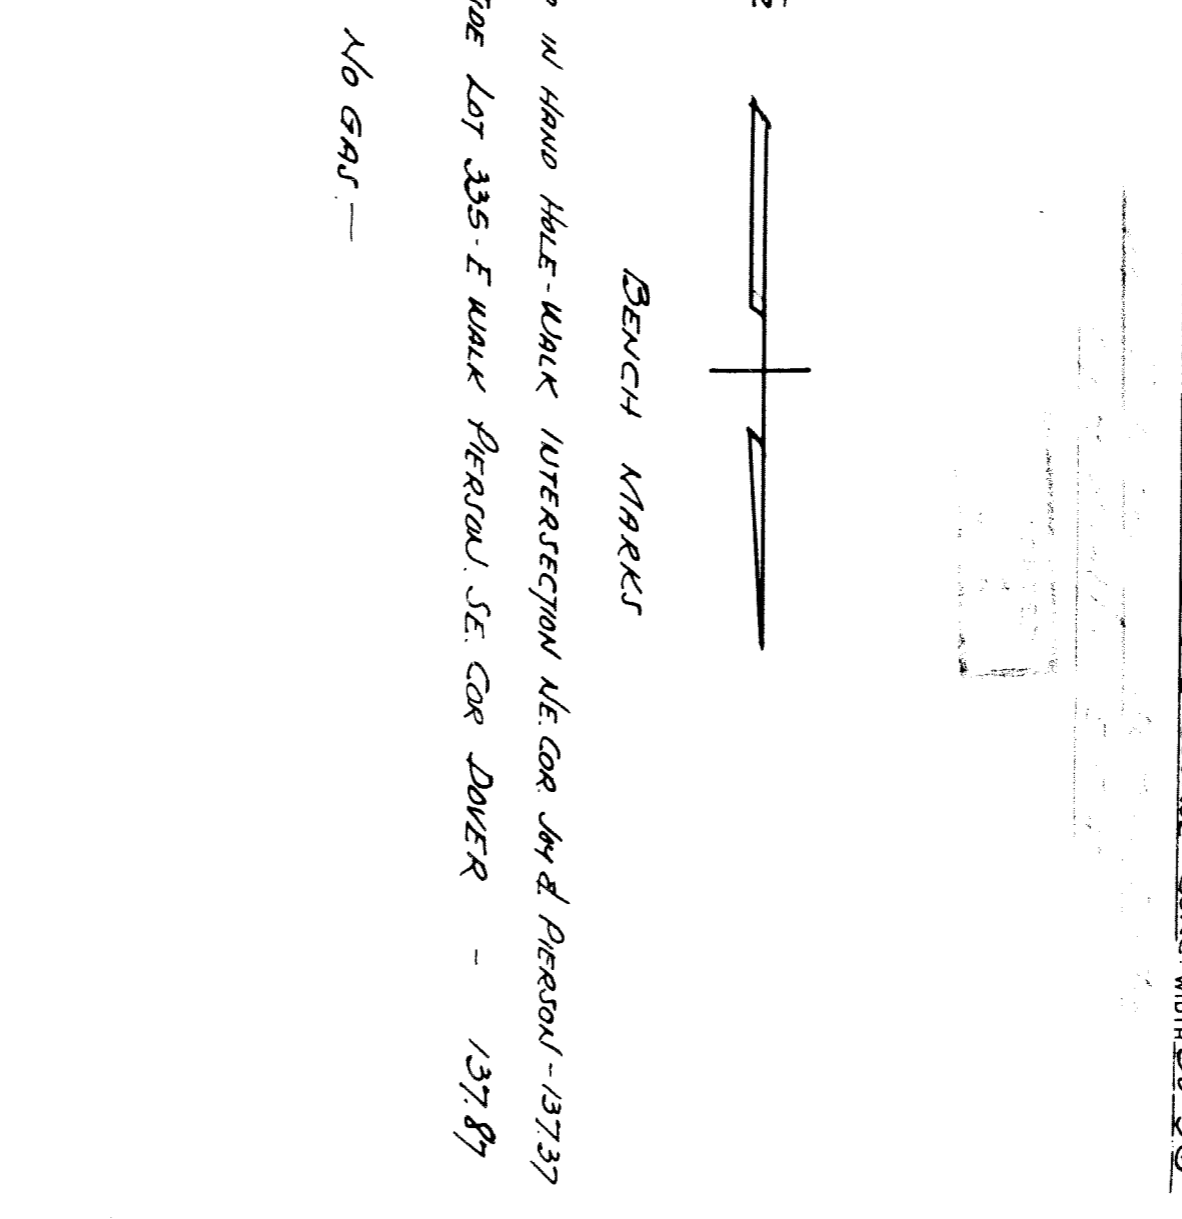 BENCH MARKS
IN HAND HOLE-WALK INTERSECTION NE. COR. JOY & PIERSON-137.37
LOT 335-E WALK PIERSON. SE. COR DOVER - 137.87
NO GAS.-